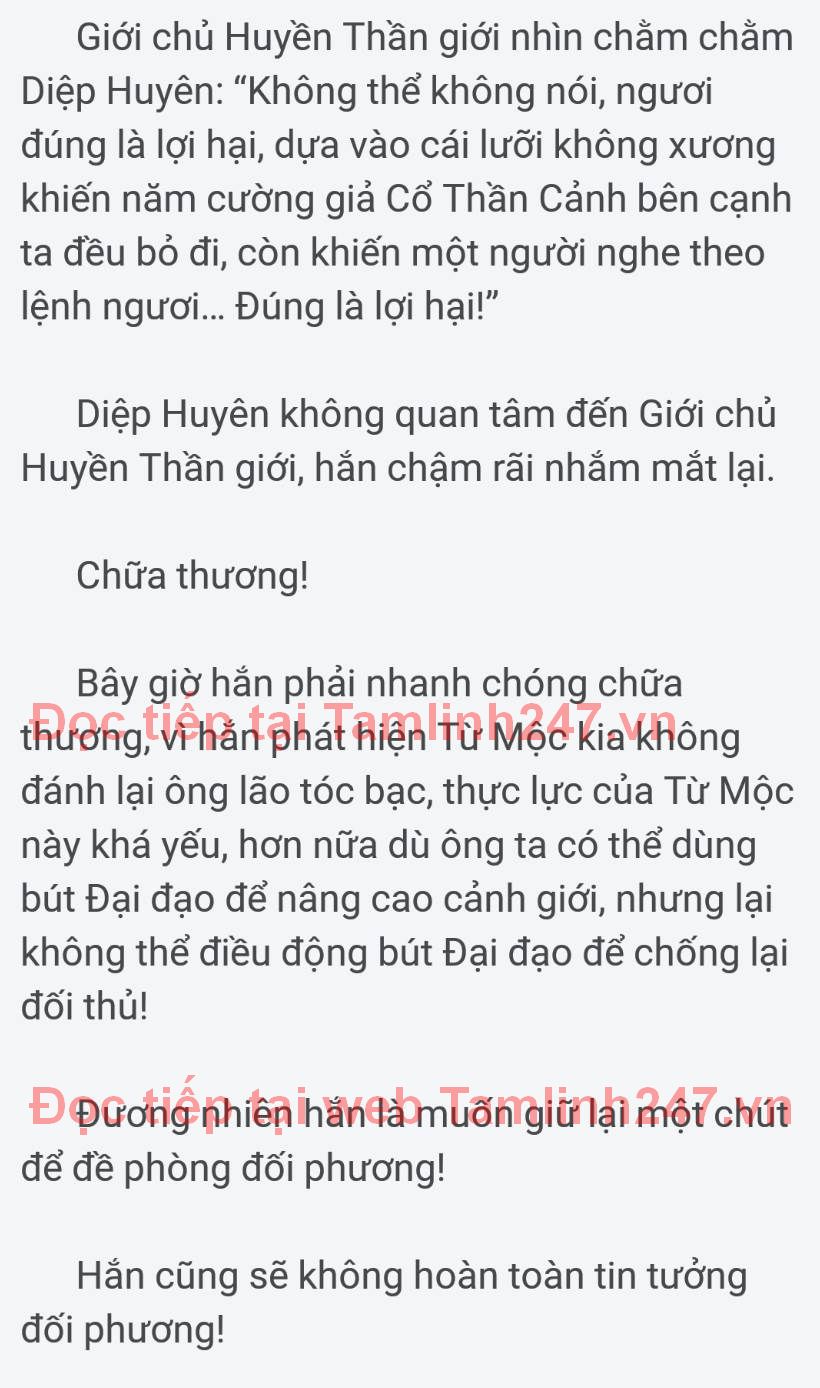 Giới chủ Huyền Thần giới nhìn chằm chằm
Diệp Huyên: “Không thể không nói, ngươi
đúng là lợi hại, dựa vào cái lưỡi không xương
khiến năm cường giả Cổ Thần Cảnh bên cạnh
ta đều bỏ đi, còn khiến một người nghe theo
lệnh ngươi... Đúng là lợi hại!”
Diệp Huyên không quan tâm đến Giới chủ
Huyền Thần giới, hắn chậm rãi nhắm mắt lại.
Chữa thương!
Bây giờ hắn phải nhanh chóng chữa
Đọc tiếp tại Tamlinh247.vn
thương, vì hắn phát hiện Từ Mộc kia không
đánh lại ông lão tóc bạc, thực lực của Từ Mộc
này khá yếu, hơn nữa dù ông ta có thể dùng
bút Đại đạo để nâng cao cảnh giới, nhưng lại
không thể điều động bút Đại đạo để chống lại
đối thủ!
Đọc tiếp tại web Tamlinh247.vn
Đương nhiên hắn là muốn giữ lại một chút
để đề phòng đối phương!
Hắn cũng sẽ không hoàn toàn tin tưởng
đối phương!